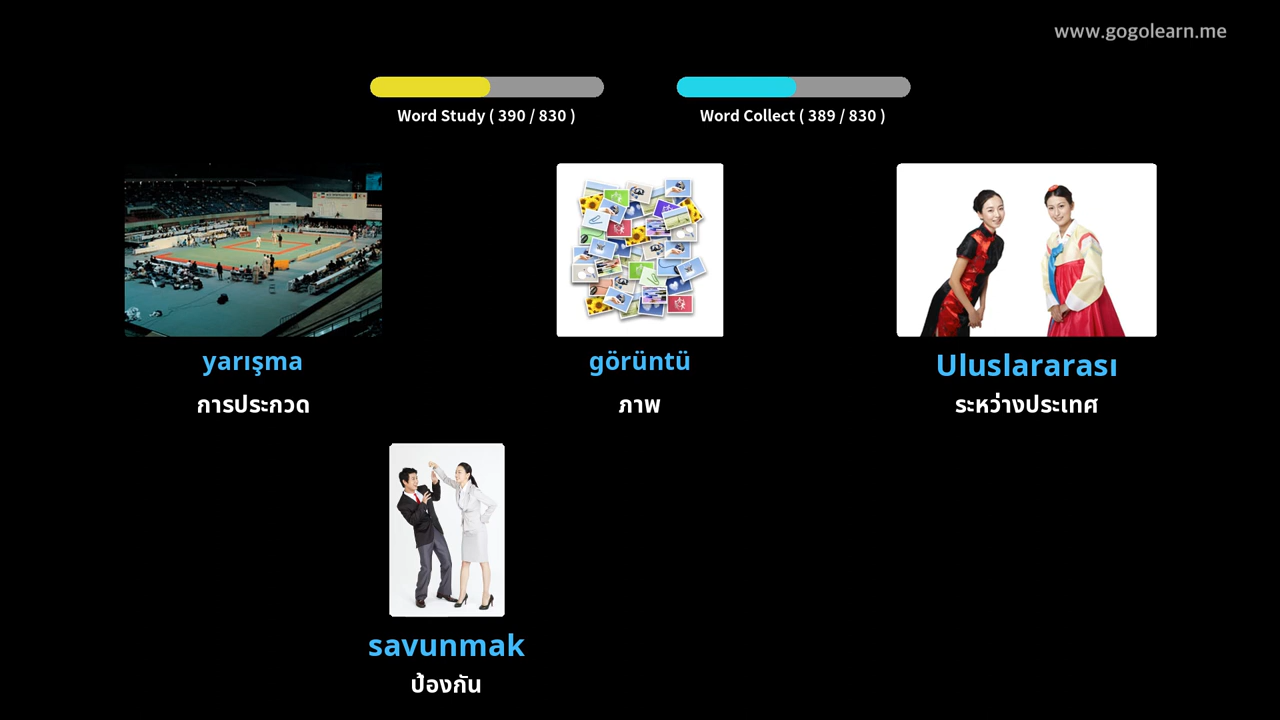 www.gogolearn.me
Word Study ( 390 / 830 )
Word Collect ( 389 / 830 )
yarışma
görüntü
Uluslararası
การประกวด
ภาพ
ระหว่างประเทศ
savunmak
ป้องกัน